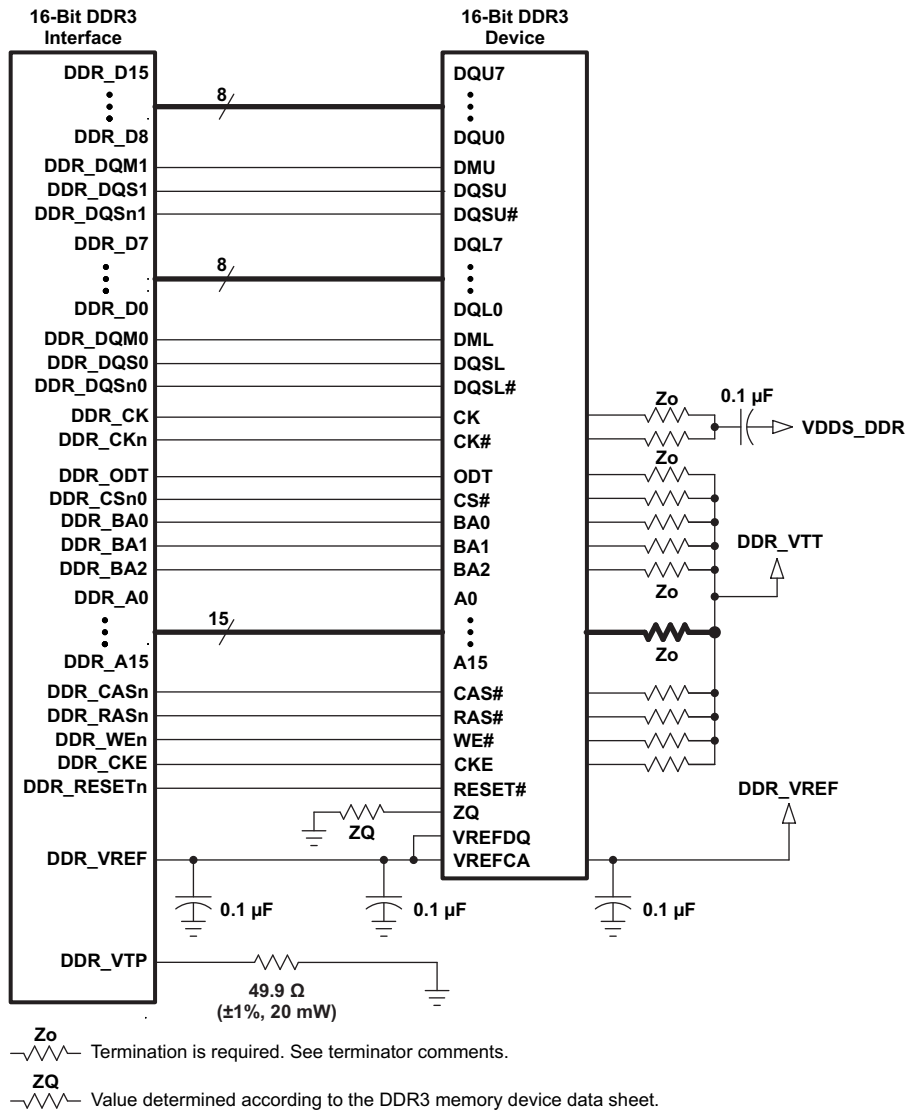 16-Bit DDR3
Interface
16-Bit DDR3
Device
DDR_D15
8
DQU7
DDR_D8
DQU0
DDR_DQM1
DMU
DDR_DQS1
DQSU
DDR_DQSn1
DQSU#
DDR_D7
8
DQL7
DDR_D0
DQL0
DDR_DQM0
DML
DDR_DQS0
DQSL
DDR_DQSn0
DQSL#
Zo
0.1 µF
DDR_CK
CK
VDDS_DDR
DDR_CKn
CK#
Zo
DDR_ODT
ODT
DDR_CSn0
CS#
DDR_BA0
BA0
DDR_BA1
BA1
DDR_VTT
DDR_BA2
BA2
Zo
DDR_A0
A0
15
Zo
DDR_A15
A15
DDR_CASn
CAS#
DDR_RASn
RAS#
DDR_WEn
WE#
DDR_CKE
CKE
DDR_RESETn
RESET#
DDR_VREF
ZQ
ZQ
VREFDQ
DDR_VREF
VREFCA
0.1 µF
0.1 µF
0.1 µF
DDR_VTP
49.9 Ω
(±1%, 20 mW)
Zo
Termination is required. See terminator comments.
ZQ
Value determined according to the DDR3 memory device data sheet.